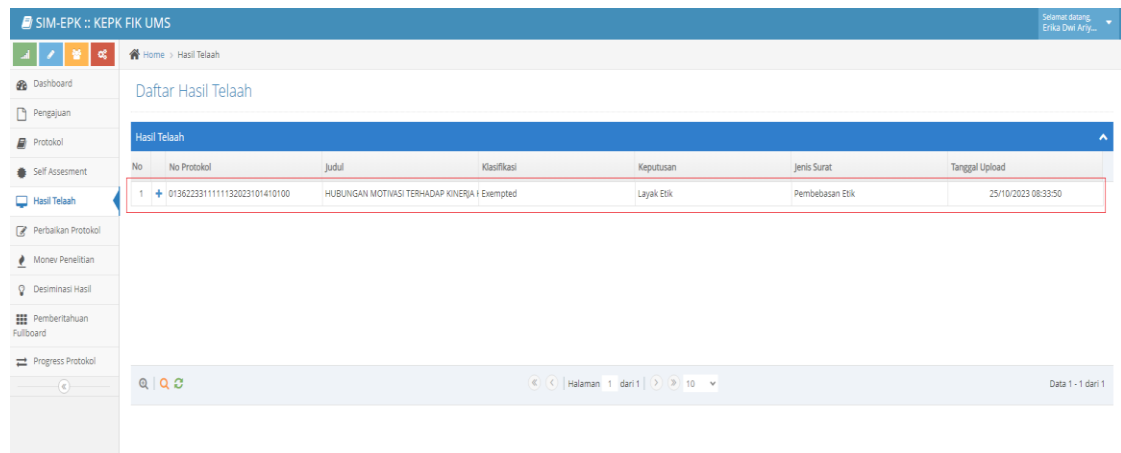 SIM-EPK :: KEPK FIK UMS
Selamat datang,
Erika Dwi Ariy...
Home > Hasil Telaah
Dashboard
Pengajuan
Protokol
Self Assesment
Hasil Telaah
Perbaikan Protokol
Monev Penelitian
Desiminasi Hasil
Pemberitahuan
Fullboard
Progress Protokol
Daftar Hasil Telaah
Hasil Telaah
No No Protokol Judul Klasifikasi Keputusan Jenis Surat Tanggal Upload
1 + HUBUNGAN MOTIVASI TERHADAP KINERJA Exempted Layak Etik Pembebasan Etik 25/10/2023 08:33:50
Halaman 1 dari 1 10
Data 1 - 1 dari 1